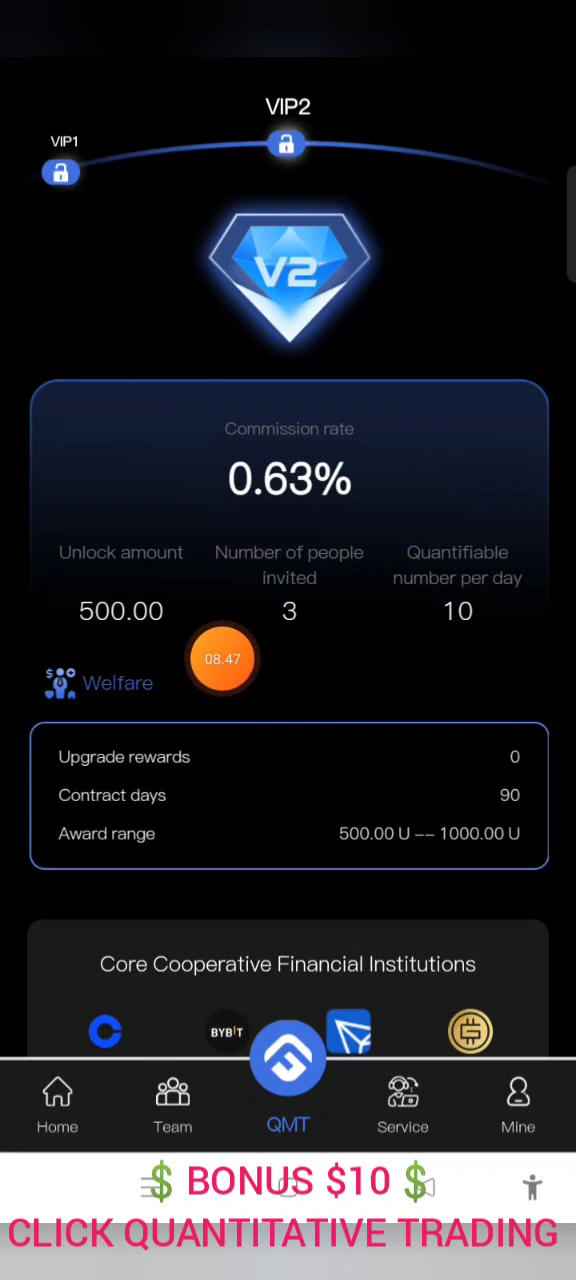 VIP2
VIP1
V2
Commission rate
0.63%
Unlock amount
Number of people
invited
Quantifiable
number per day
500.00
3
10
08.47
Welfare
Upgrade rewards
0
Contract days
90
Award range
500.00 U -- 1000.00 U
Core Cooperative Financial Institutions
BYBIT
Home
Team
QMT
Service
Mine
$ BONUS $10 $
CLICK QUANTITATIVE TRADING